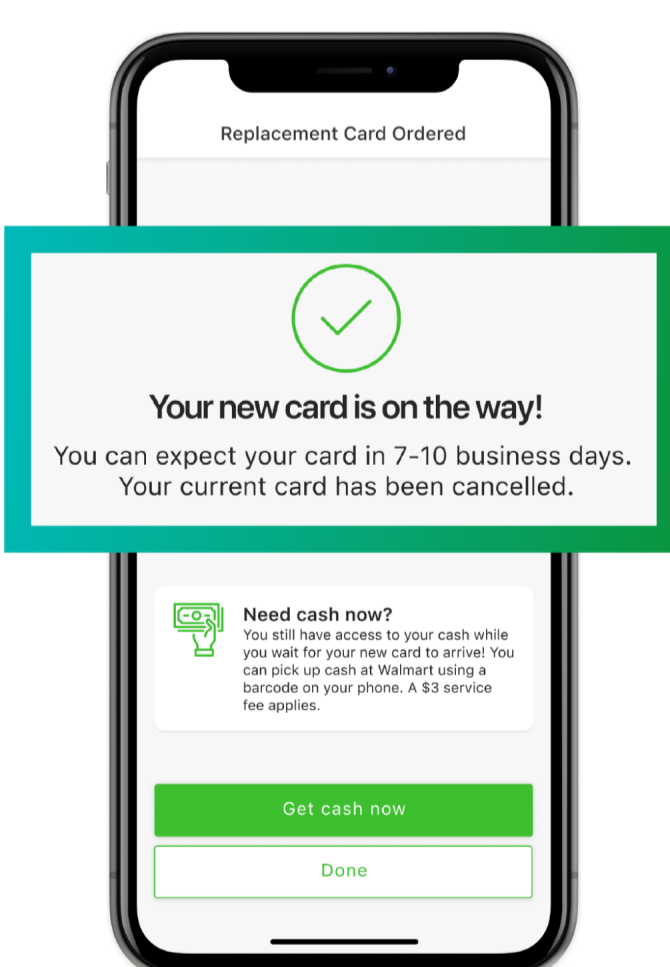 Replacement Card Ordered
Your new card is on the way!
You can expect your card in 7-10 business days.
Your current card has been cancelled.
Need cash now?
You still have access to your cash while
you wait for your new card to arrive! You
can pick up cash at Walmart using a
barcode on your phone. A $3 service
fee applies.
Get cash now
Done